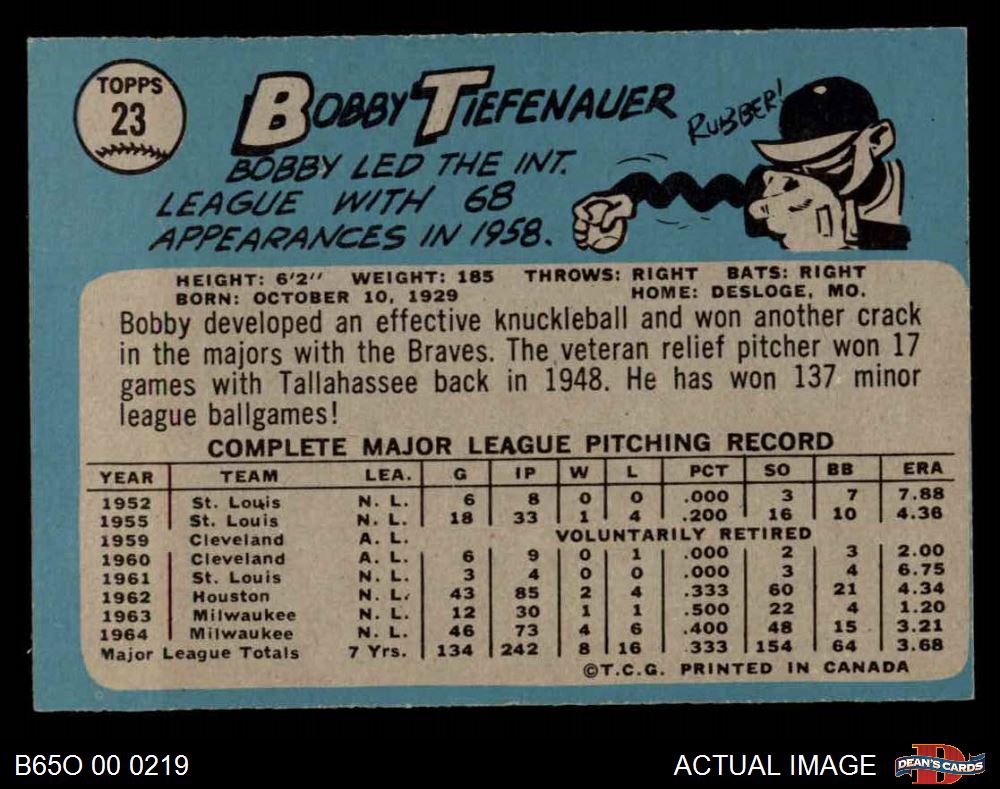 TOPPS
23
BOBBY TIEFENAUER
RUBBER!
BOBBY LED THE INT.
LEAGUE WITH 68
APPEARANCES IN 1958.
HEIGHT: 6'2" WEIGHT: 185 THROWS: RIGHT BATS: RIGHT
BORN: OCTOBER 10, 1929 HOME: DESLOGE, MO.
Bobby developed an effective knuckleball and won another crack
in the majors with the Braves. The veteran relief pitcher won 17
games with Tallahassee back in 1948. He has won 137 minor
league ballgames!
COMPLETE MAJOR LEAGUE PITCHING RECORD
YEAR TEAM LEA. G IP W L PCT SO BB ERA
1952 St. Louis N. L. 6 8 0 0 .000 3 7 7.88
1955 St. Louis N. L. 18 33 1 4 .200 16 10 4.36
1959 Cleveland A. L. VOLUNTARILY RETIRED
1960 Cleveland A. L. 6 9 0 1 .000 2 3 2.00
1961 St. Louis N. L. 3 4 0 0 .000 3 4 6.75
1962 Houston N. L. 43 85 2 4 .333 60 21 4.34
1963 Milwaukee N. L. 12 30 1 1 .500 22 4 1.20
1964 Milwaukee N. L. 46 73 4 6 .400 48 15 3.21
Major League Totals 7 Yrs. 134 242 8 16 .333 154 64 3.68
©T.C.G. PRINTED IN CANADA
B65O 00 0219 ACTUAL IMAGE DEAN'S CARDS